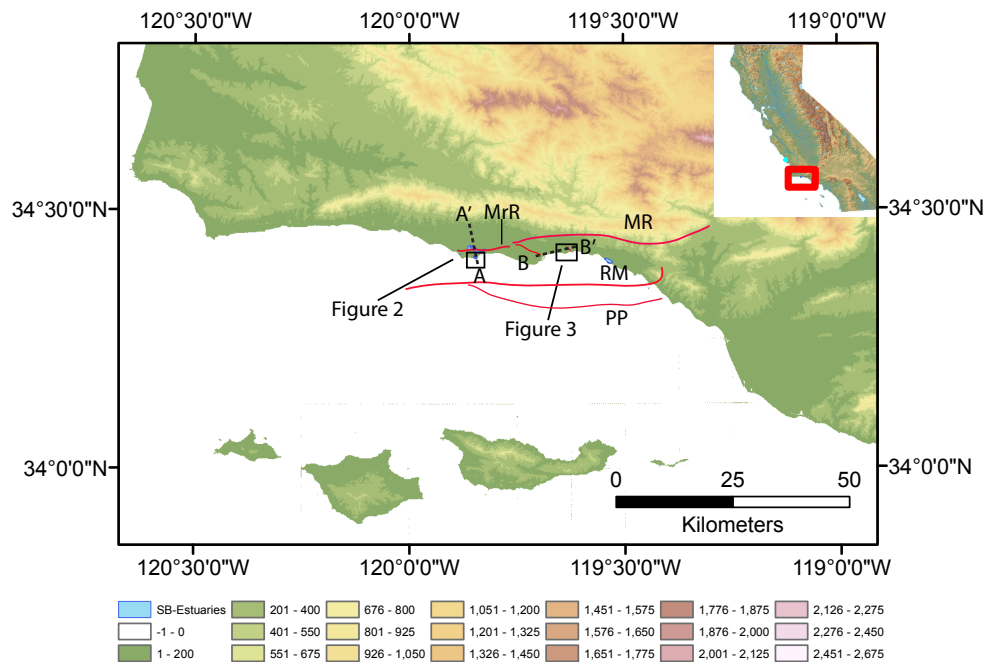 120°30'0"W 120°0'0"W 119°30'0"W 119°0'0"W
34°30'0"N 34°30'0"N
A' MrR MR
B B'
A RM
Figure 2
Figure 3 PP
34°0'0"N 34°0'0"N
0 25 50
Kilometers
120°30'0"W 120°0'0"W 119°30'0"W 119°0'0"W
SB-Estuaries 201 - 400 676 - 800 1,051 - 1,200 1,451 - 1,575 1,776 - 1,875 2,126 - 2,275
-1 - 0 401 - 550 801 - 925 1,201 - 1,325 1,576 - 1,650 1,876 - 2,000 2,276 - 2,450
1 - 200 551 - 675 926 - 1,050 1,326 - 1,450 1,651 - 1,775 2,001 - 2,125 2,451 - 2,675